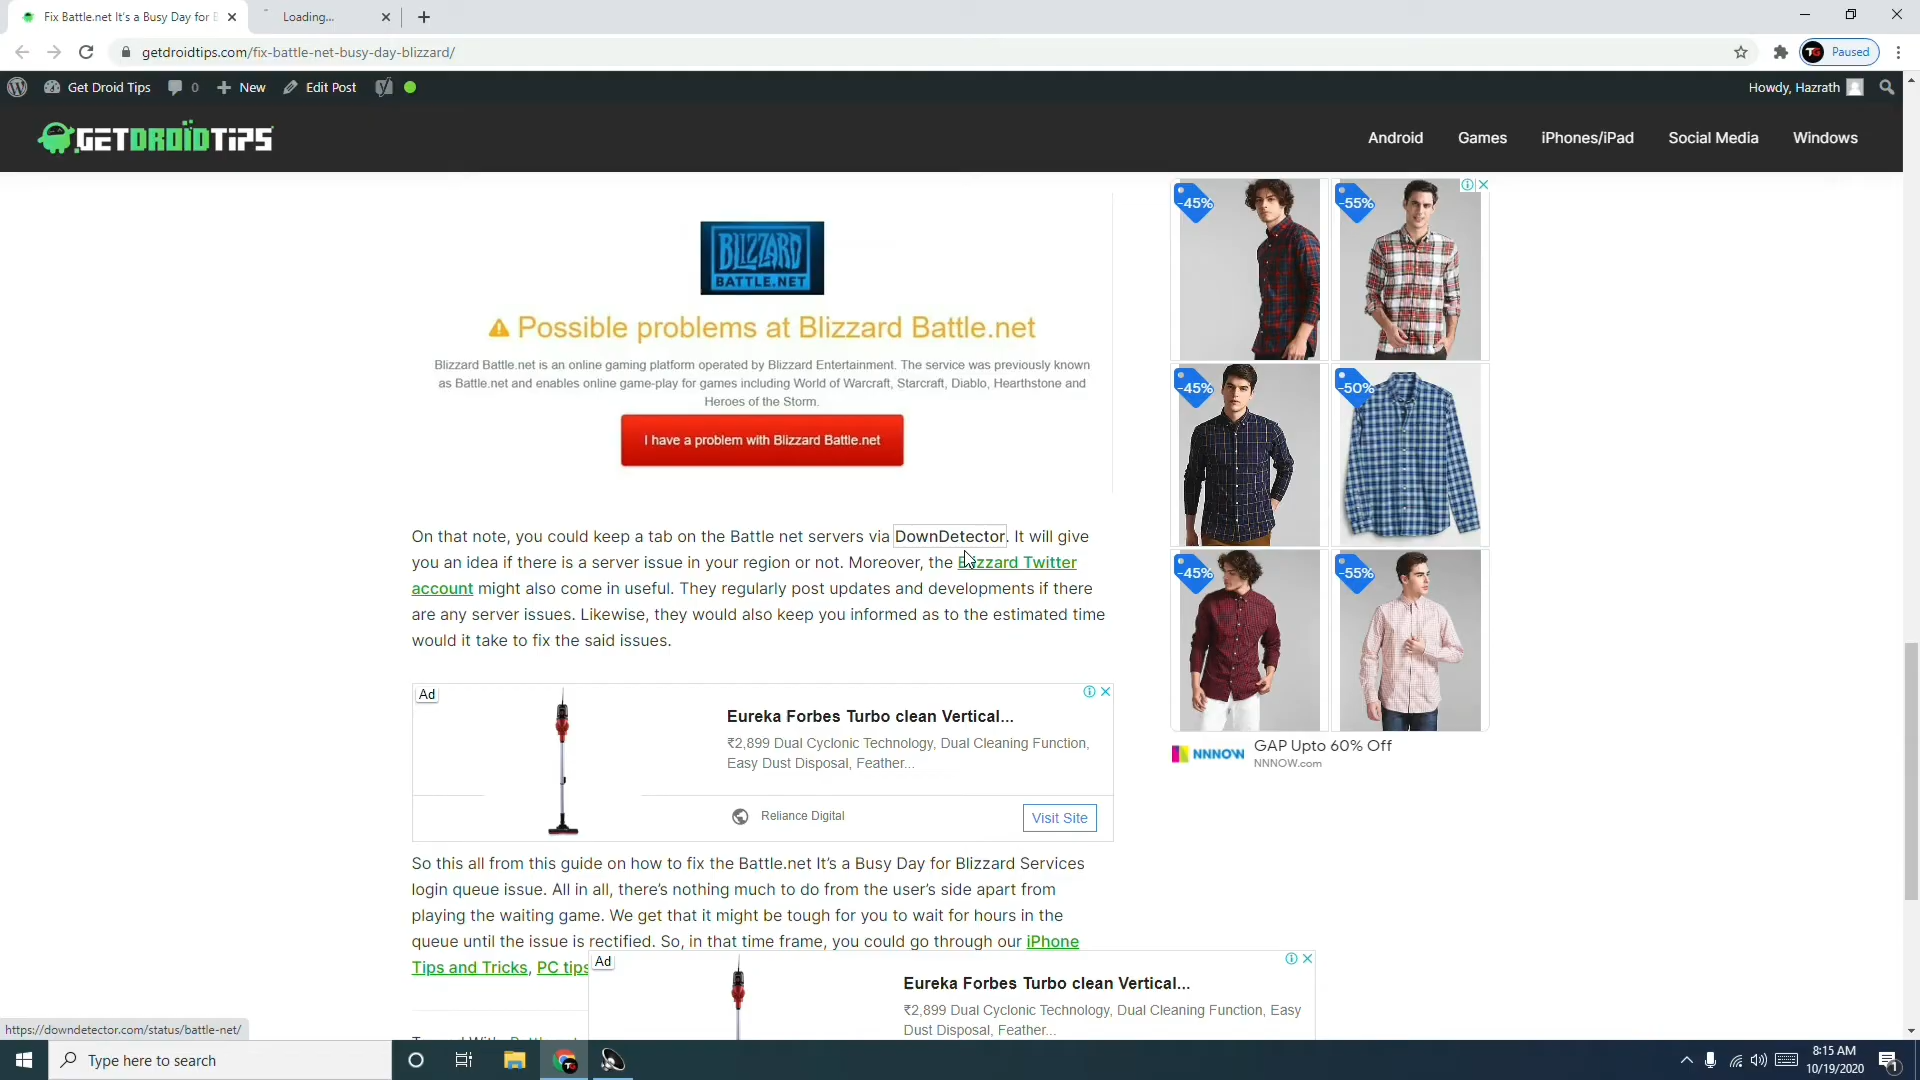 Fix Battle.net It's a Busy Day for B
Loading...
getdroidtips.com/fix-battle-net-busy-day-blizzard/
TG Paused
Get Droid Tips 0 New Edit Post
Howdy, Hazrath
GETDROIDTIPS
Android Games iPhones/iPad Social Media Windows
BLIZZARD
BATTLE.NET
Possible problems at Blizzard Battle.net
Blizzard Battle.net is an online gaming platform operated by Blizzard Entertainment. The service was previously known
as Battle.net and enables online game-play for games including World of Warcraft, Starcraft, Diablo, Hearthstone and
Heroes of the Storm.
I have a problem with Blizzard Battle.net
-45% -55%
-45% -50%
-45% -55%
NNNOW GAP Upto 60% Off
NNNOW.com
On that note, you could keep a tab on the Battle net servers via DownDetector. It will give
you an idea if there is a server issue in your region or not. Moreover, the Blizzard Twitter
account might also come in useful. They regularly post updates and developments if there
are any server issues. Likewise, they would also keep you informed as to the estimated time
would it take to fix the said issues.
Ad
Eureka Forbes Turbo clean Vertical...
₹2,899 Dual Cyclonic Technology, Dual Cleaning Function,
Easy Dust Disposal, Feather...
Reliance Digital
Visit Site
So this all from this guide on how to fix the Battle.net It's a Busy Day for Blizzard Services
login queue issue. All in all, there's nothing much to do from the user's side apart from
playing the waiting game. We get that it might be tough for you to wait for hours in the
queue until the issue is rectified. So, in that time frame, you could go through our iPhone
Tips and Tricks, PC tips
Ad
Eureka Forbes Turbo clean Vertical...
₹2,899 Dual Cyclonic Technology, Dual Cleaning Function, Easy
Dust Disposal, Feather...
https://downdetector.com/status/battle-net/
Type here to search
8:15 AM
10/19/2020
1